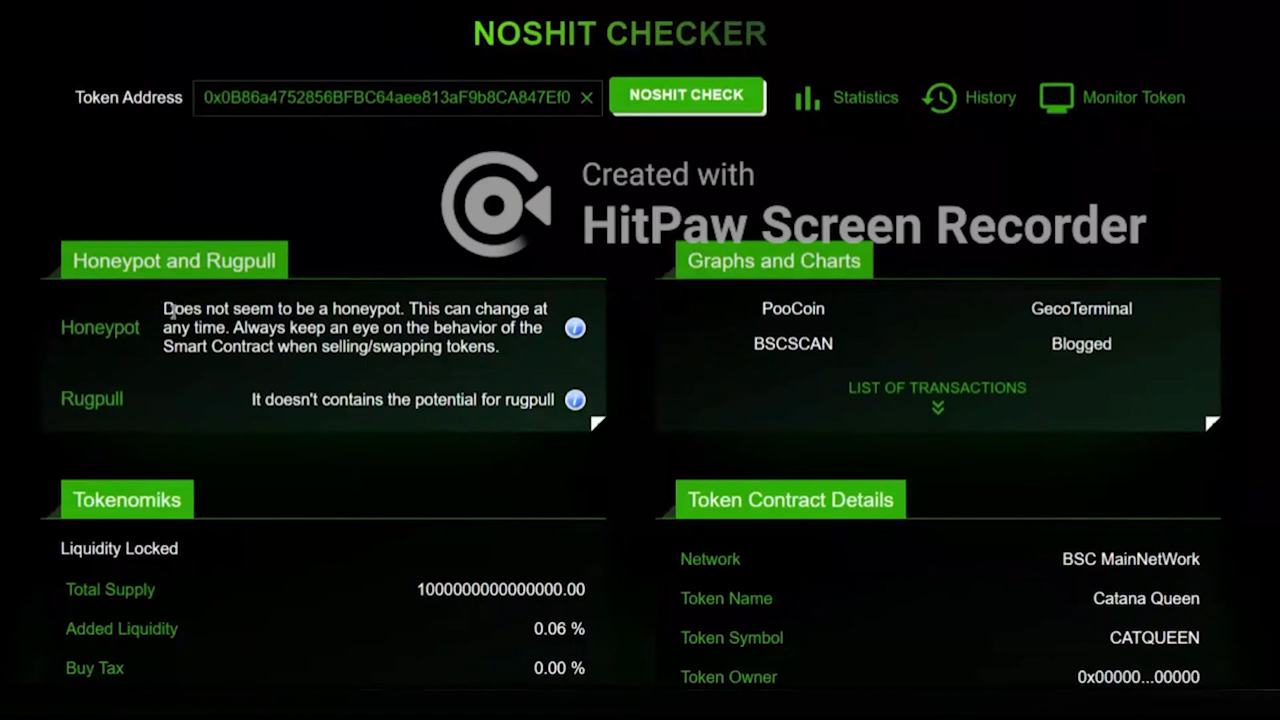 NOSHIT CHECKER
Token Address
0x0B86a4752856BFBC64aee813aF9b8CA847Ef0
NOSHIT CHECK
Statistics
History
Monitor Token
Created with
HitPaw Screen Recorder
Honeypot and Rugpull
Honeypot
Does not seem to be a honeypot. This can change at
any time. Always keep an eye on the behavior of the
Smart Contract when selling/swapping tokens.
Rugpull
It doesn't contains the potential for rugpull
Graphs and Charts
PooCoin
GecoTerminal
BSCSCAN
Blogged
LIST OF TRANSACTIONS
Tokenomiks
Liquidity Locked
Total Supply
1000000000000000.00
Added Liquidity
0.06 %
Buy Tax
0.00 %
Token Contract Details
Network
BSC MainNetWork
Token Name
Catana Queen
Token Symbol
CATQUEEN
Token Owner
0x00000...00000